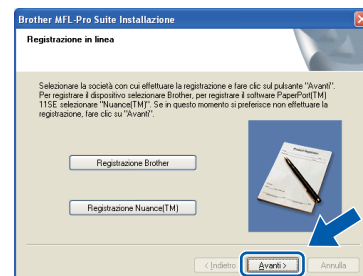 Brother MFL-Pro Suite Installazione
Registrazione in linea
Selezionare la società con cui effettuare la registrazione e fare clic sul pulsante "Avanti".
Per registrare il dispositivo selezionare Brother, per registrare il software PaperPort(TM)
11SE selezionare "Nuance(TM)". Se in questo momento si preferisce non effettuare la
registrazione, fare clic su "Avanti".
Registrazione Brother
Registrazione Nuance(TM)
< Indietro
Avanti >
Annulla